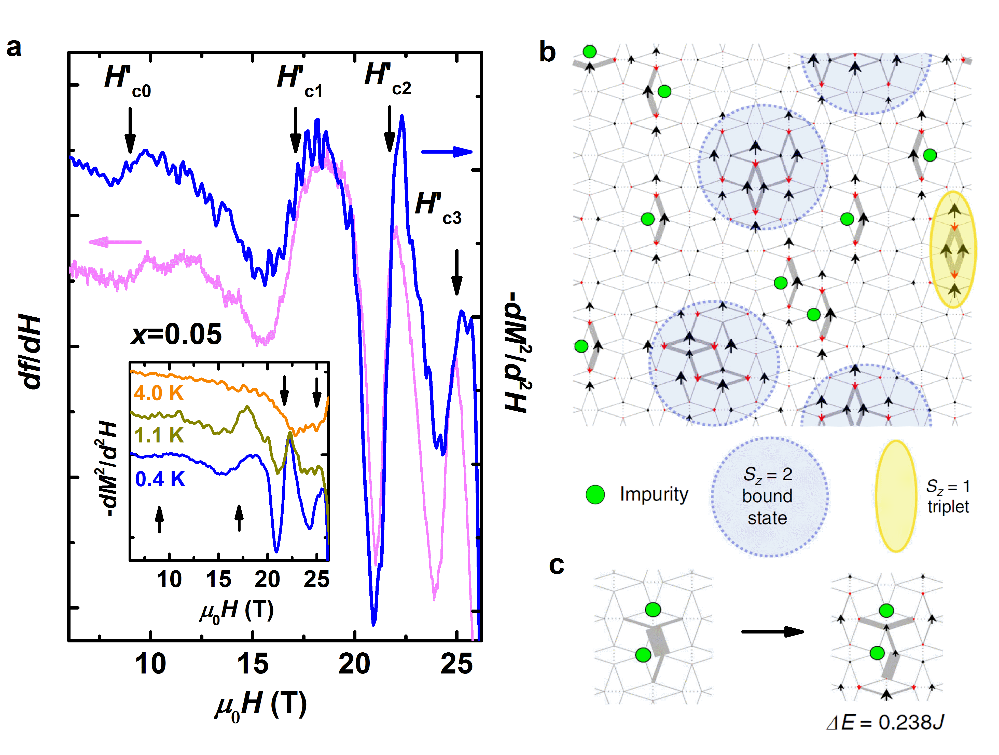 a
H'c0
H'c1
H'c2
H'c3
df/dH
-dM²/d²H
x=0.05
4.0 K
1.1 K
0.4 K
-dM²/d²H
10 15 20 25
μ₀H (T)
10 15 20 25
μ₀H (T)
b
Impurity
Sz = 2
bound
state
Sz = 1
triplet
c
ΔE = 0.238J